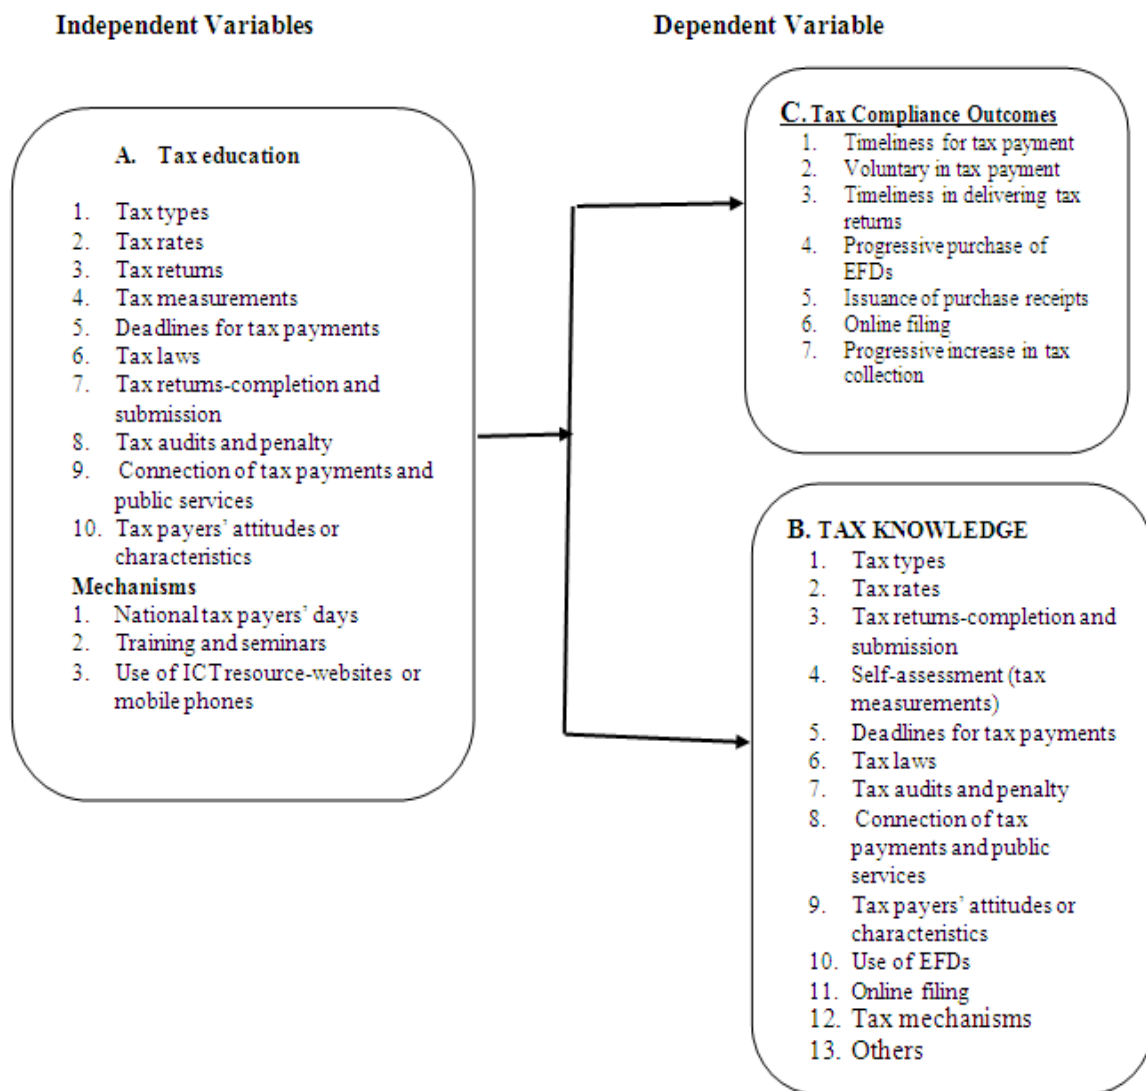 Independent Variables
Dependent Variable
A. Tax education
1. Tax types
2. Tax rates
3. Tax returns
4. Tax measurements
5. Deadlines for tax payments
6. Tax laws
7. Tax returns-completion and
submission
8. Tax audits and penalty
9. Connection of tax payments and
public services
10. Tax payers’ attitudes or
characteristics
Mechanisms
1. National tax payers’ days
2. Training and seminars
3. Use of ICT resource-websites or
mobile phones
C. Tax Compliance Outcomes
1. Timeliness for tax payment
2. Voluntary in tax payment
3. Timeliness in delivering tax
returns
4. Progressive purchase of
EFDs
5. Issuance of purchase receipts
6. Online filing
7. Progressive increase in tax
collection
B. TAX KNOWLEDGE
1. Tax types
2. Tax rates
3. Tax returns-completion and
submission
4. Self-assessment (tax
measurements)
5. Deadlines for tax payments
6. Tax laws
7. Tax audits and penalty
8. Connection of tax
payments and public
services
9. Tax payers’ attitudes or
characteristics
10. Use of EFDs
11. Online filing
12. Tax mechanisms
13. Others